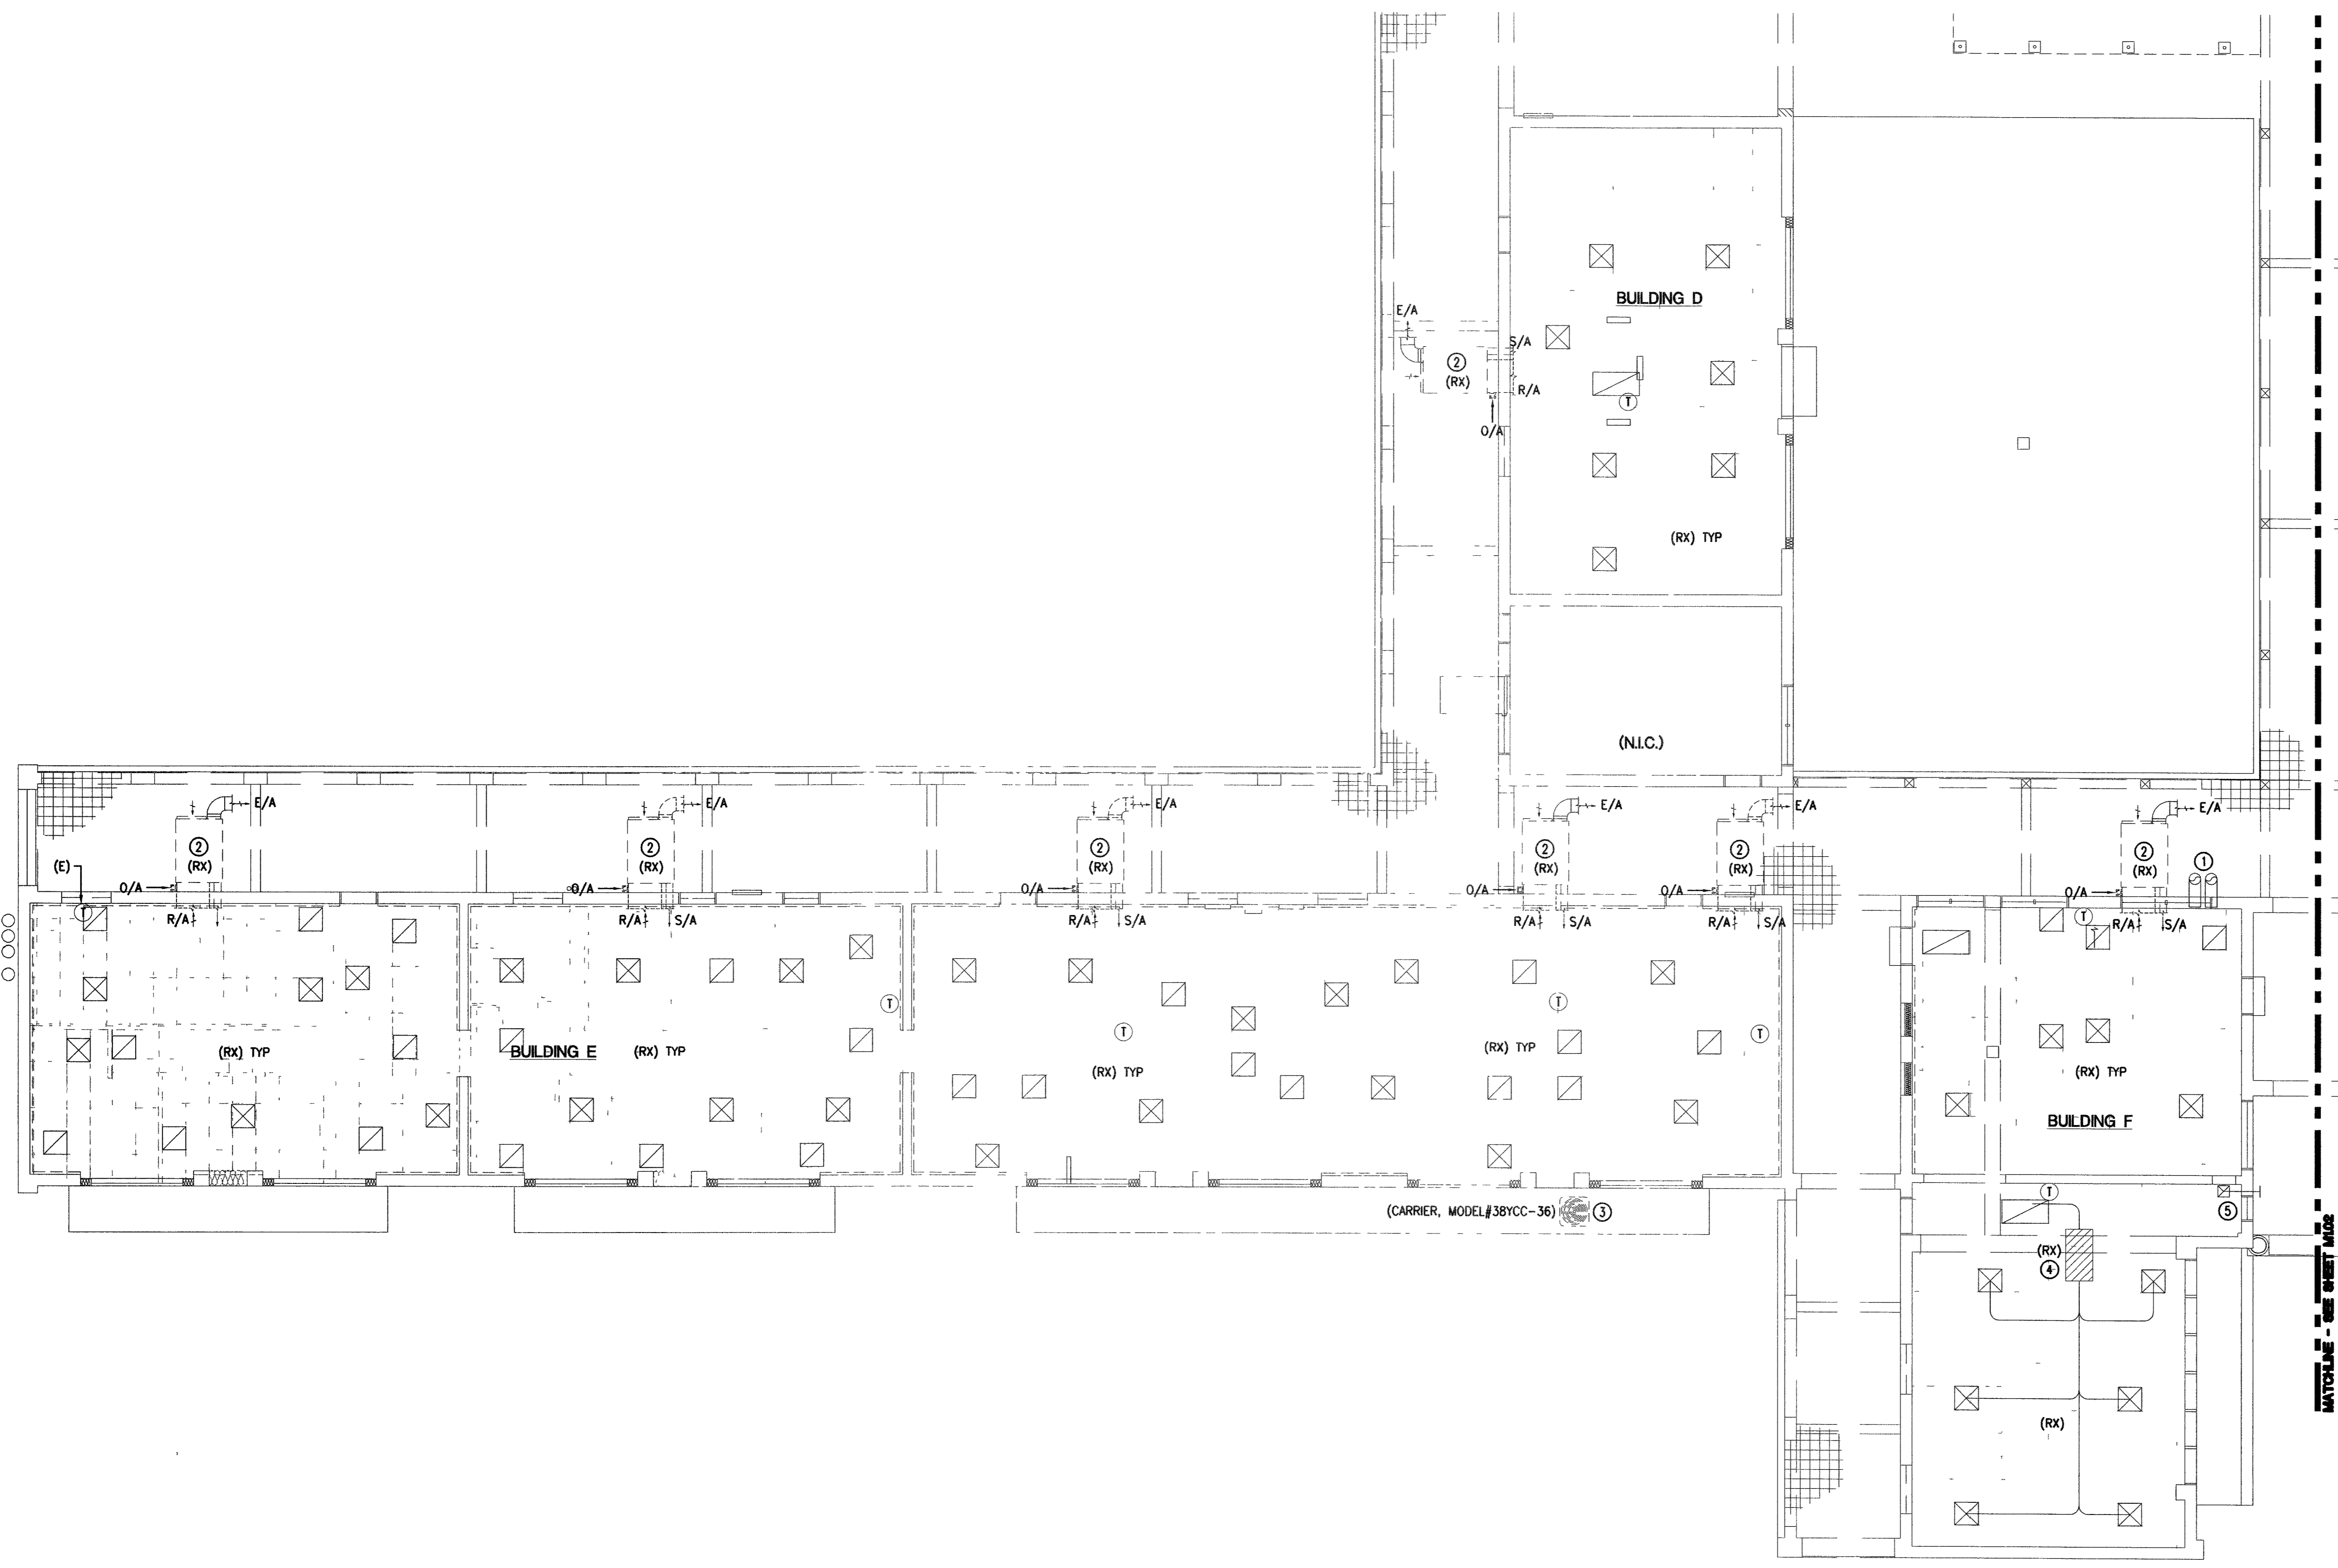 BUILDING D
E/A
S/A
2
(RX)
R/A
T
O/A
(RX) TYP
(N.I.C.)
E/A
E/A
E/A
E/A
E/A
E/A
2
(RX)
2
(RX)
2
(RX)
2
(RX)
2
(RX)
2
(RX)
1
(E)
O/A
O/A
O/A
O/A
O/A
O/A
T
R/A
R/A
S/A
R/A
S/A
R/A
S/A
R/A
S/A
T
R/A
S/A
T
T
T
T
(RX) TYP
BUILDING E
(RX) TYP
(RX) TYP
(RX) TYP
(RX) TYP
BUILDING F
(CARRIER, MODEL#38YCC-36)
3
T
5
(RX)
4
(RX)
MATCHLINE - SEE SHEET M1.02